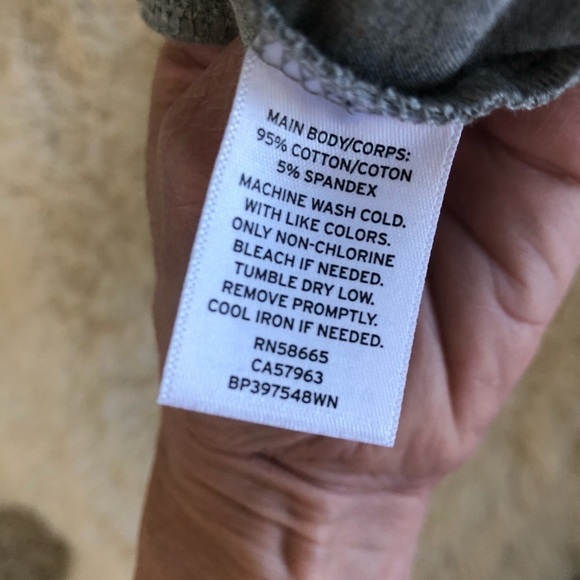 MAIN BODY/CORPS:
95% COTTON/COTON
5% SPANDEX
MACHINE WASH COLD.
WITH LIKE COLORS.
ONLY NON-CHLORINE
BLEACH IF NEEDED.
TUMBLE DRY LOW.
REMOVE PROMPTLY.
COOL IRON IF NEEDED.
RN58665
CA57963
BP397548WN